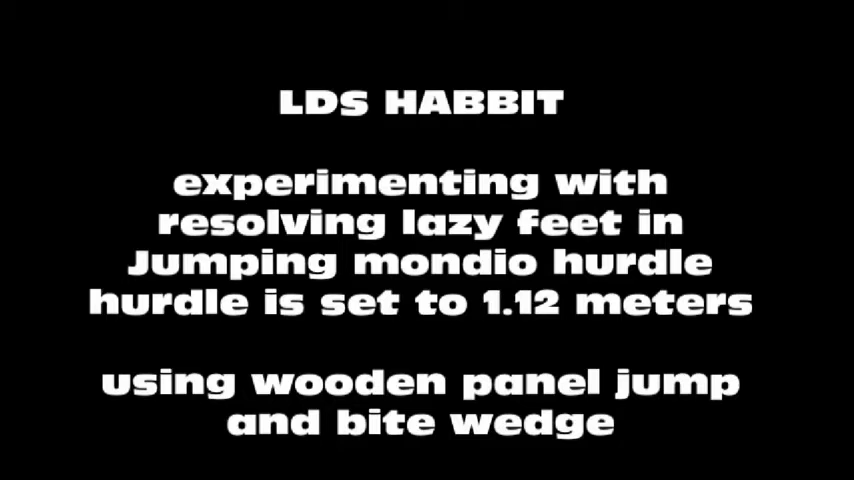 LDS HABBIT
experimenting with
resolving lazy feet in
Jumping mondio hurdle
hurdle is set to 1.12 meters
using wooden panel jump
and bite wedge